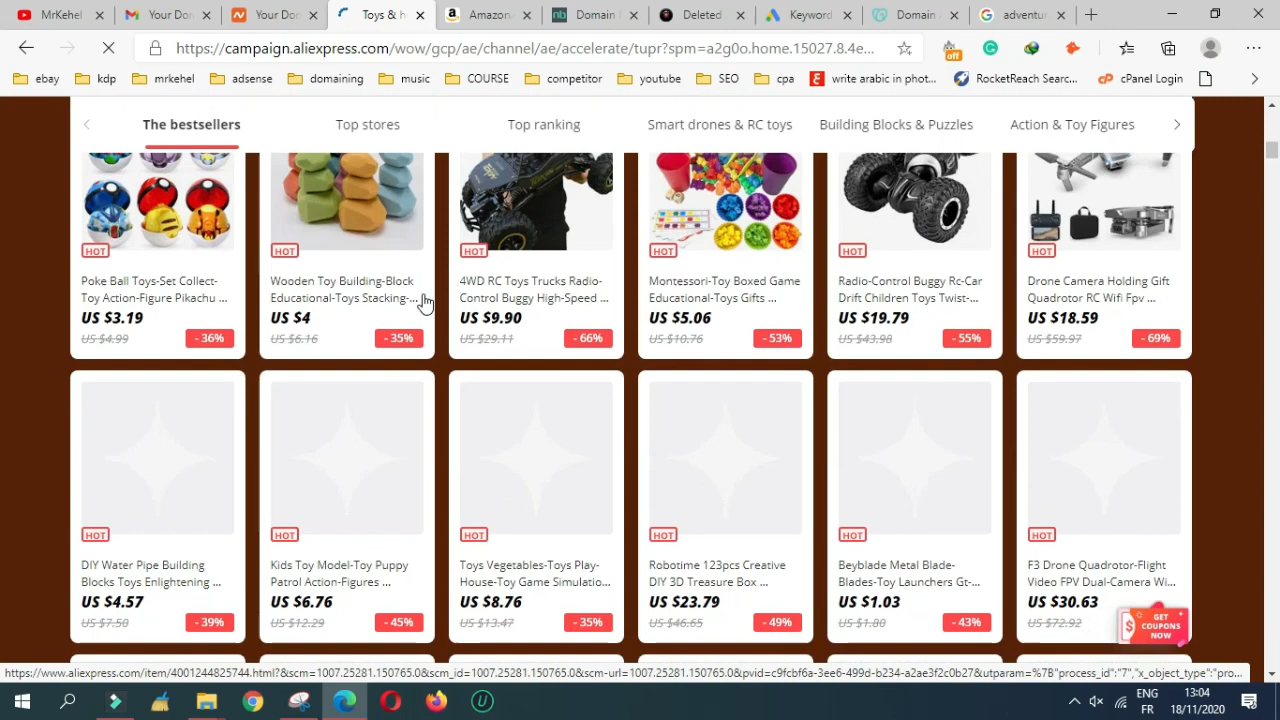 MrKehel
Your Dor
Your Don
Toys & h
Amazon
Domain N
Deleted
Keyword
Domain a
adventur
https://campaign.aliexpress.com/wow/gcp/ae/channel/ae/accelerate/tupr?spm=a2g0o.home.15027.8.4e...
off
ebay
kdp
mrkehel
adsense
domaining
music
COURSE
competitor
youtube
SEO
cpa
write arabic in phot...
RocketReach Searc...
cPanel Login
The bestsellers
Top stores
Top ranking
Smart drones & RC toys
Building Blocks & Puzzles
Action & Toy Figures
HOT
HOT
HOT
HOT
HOT
HOT
Poke Ball Toys-Set Collect-
Toy Action-Figure Pikachu ...
US $3.19
US $4.99
- 36%
Wooden Toy Building-Block
Educational-Toys Stacking-...
US $4
US $6.16
- 35%
4WD RC Toys Trucks Radio-
Control Buggy High-Speed ...
US $9.90
US $29.11
- 66%
Montessori-Toy Boxed Game
Educational-Toys Gifts ...
US $5.06
US $10.76
- 53%
Radio-Control Buggy Rc-Car
Drift Children Toys Twist-...
US $19.79
US $43.98
- 55%
Drone Camera Holding Gift
Quadrotor RC Wifi Fpv ...
US $18.59
US $59.97
- 69%
HOT
HOT
HOT
HOT
HOT
HOT
DIY Water Pipe Building
Blocks Toys Enlightening ...
US $4.57
US $7.50
- 39%
Kids Toy Model-Toy Puppy
Patrol Action-Figures ...
US $6.76
US $12.29
- 45%
Toys Vegetables-Toys Play-
House-Toy Game Simulatio...
US $8.76
US $13.47
- 35%
Robotime 123pcs Creative
DIY 3D Treasure Box ...
US $23.79
US $46.65
- 49%
Beyblade Metal Blade-
Blades-Toy Launchers Gt-...
US $1.03
US $1.80
- 43%
F3 Drone Quadrotor-Flight
Video FPV Dual-Camera Wi...
US $30.63
US $72.92
- 58%
GET
COUPONS
NOW
https://www.aliexpress.com/item/4001244825744.html?&scm=1007.25281.150765.0&scm_id=1007.25281.150765.0&scm-url=1007.25281.150765.0&pvid=c9fcbf6a-3ee6-499d-b234-a2ae3f2c0b27&utparam=%7B"process_id":"7","x_object_type":"pro...
ENG
FR
13:04
18/11/2020